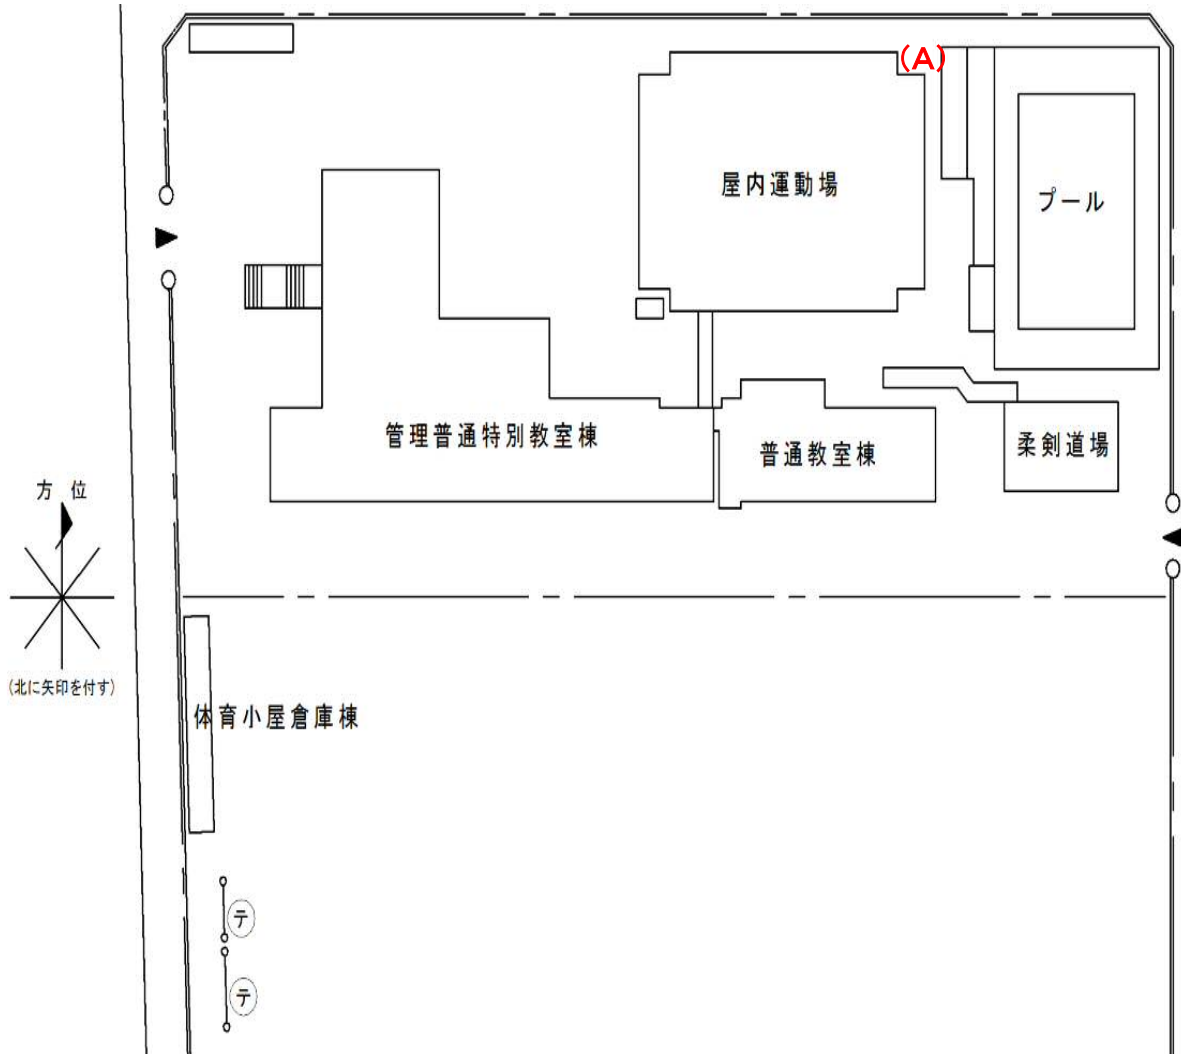 (A)
屋内運動場
プール
管理普通特別教室棟
普通教室棟
柔剣道場
方 位
(北に矢印を付す)
体育小屋倉庫棟
テ
テ